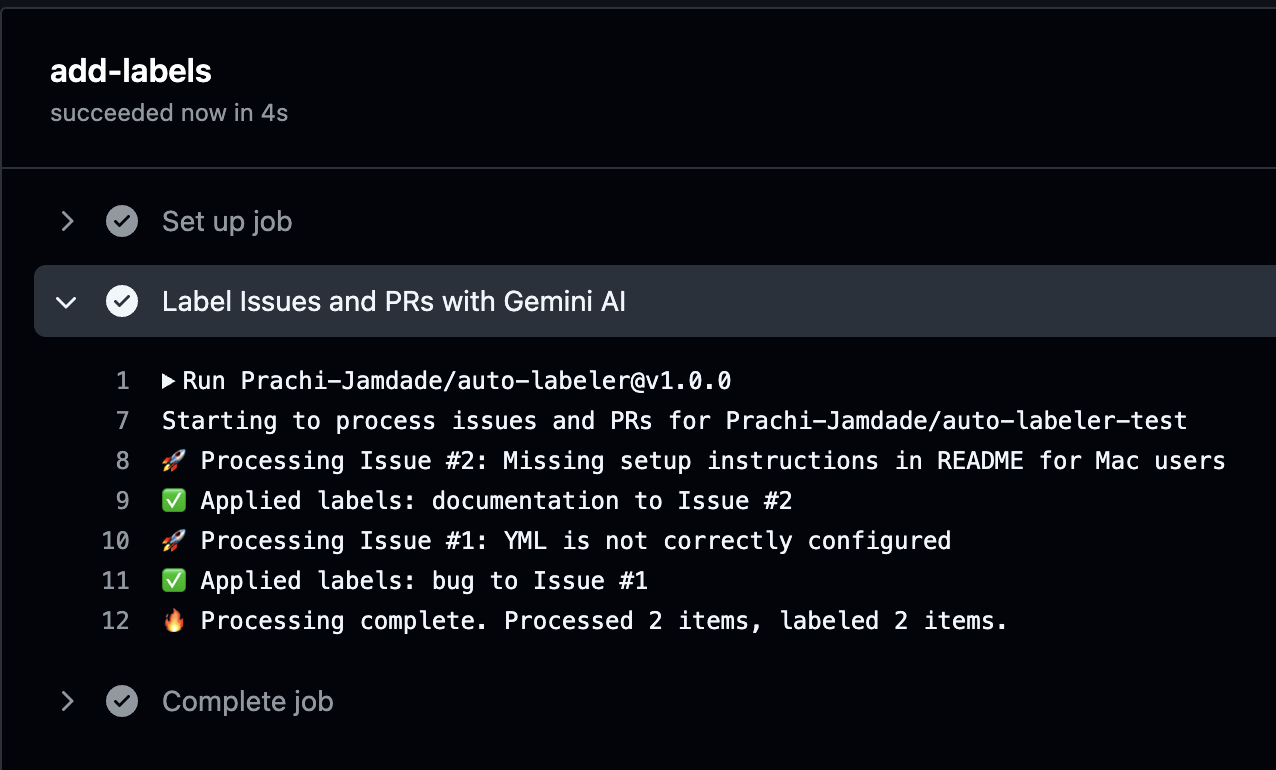 add-labels
succeeded now in 4s
Set up job
Label Issues and PRs with Gemini AI
1 ▶ Run Prachi-Jamdade/auto-labeler@v1.0.0
7 Starting to process issues and PRs for Prachi-Jamdade/auto-labeler-test
8 🚀 Processing Issue #2: Missing setup instructions in README for Mac users
9 ✅ Applied labels: documentation to Issue #2
10 🚀 Processing Issue #1: YML is not correctly configured
11 ✅ Applied labels: bug to Issue #1
12 🔥 Processing complete. Processed 2 items, labeled 2 items.
Complete job